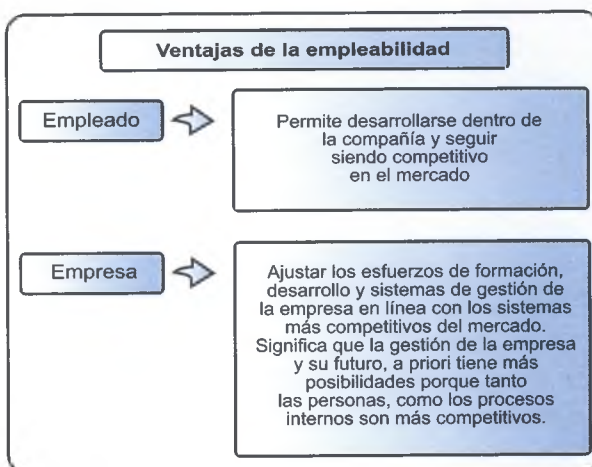 Ventajas de la empleabilidad
Empleado
Permite desarrollarse dentro de
la compañía y seguir
siendo competitivo
en el mercado
Empresa
Ajustar los esfuerzos de formación,
desarrollo y sistemas de gestión de
la empresa en línea con los sistemas
más competitivos del mercado.
Significa que la gestión de la empresa
y su futuro, a priori tiene más
posibilidades porque tanto
las personas, como los procesos
internos son más competitivos.